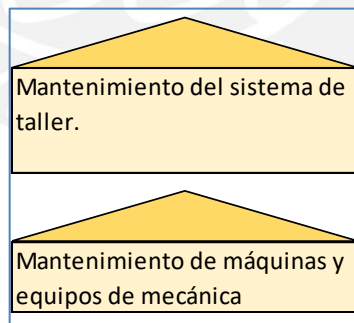 Mantenimiento del sistema de
taller.
Mantenimiento de máquinas y
equipos de mecánica